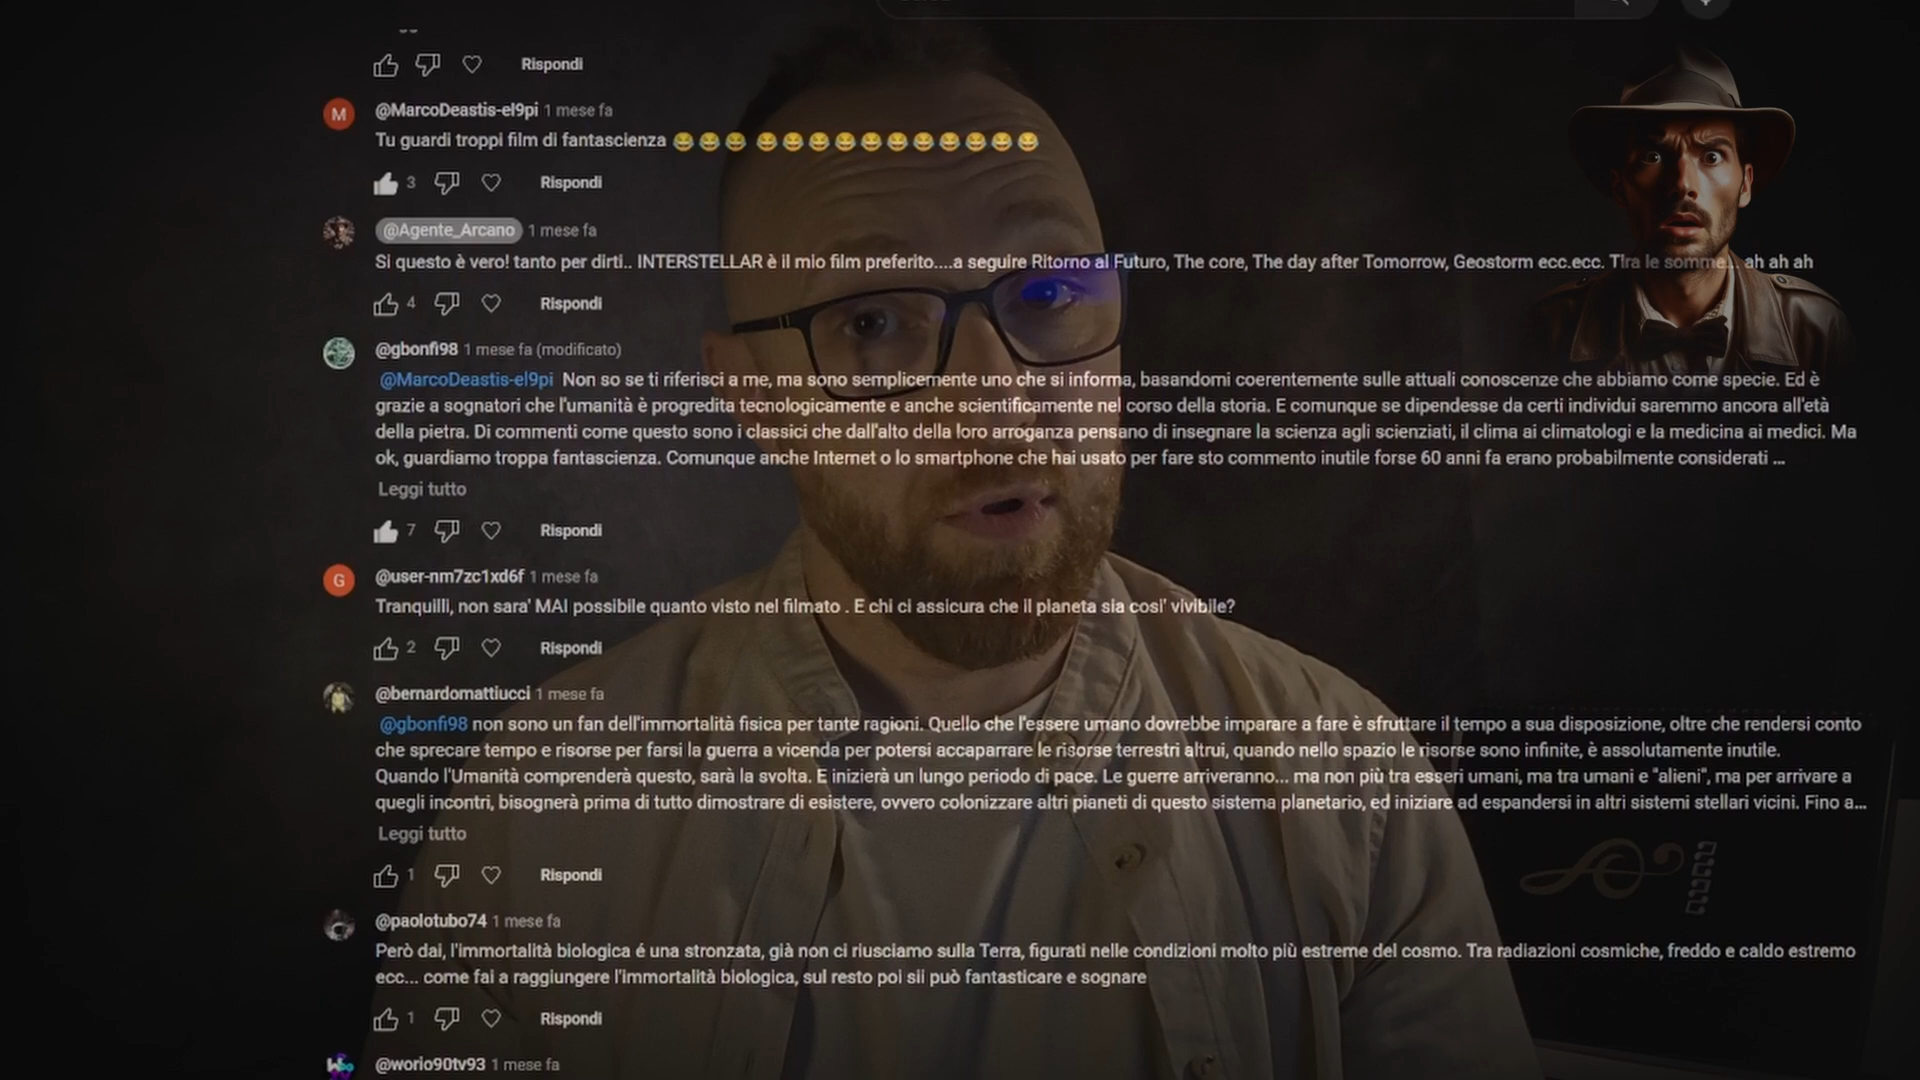 Rispondi
M @MarcoDeastis-el9pi 1 mese fa
Tu guardi troppi film di fantascienza 😂😂😂 😂😂😂😂😂😂😂😂😂😂😂
3 Rispondi
@Agente_Arcano 1 mese fa
Si questo è vero! tanto per dirti.. INTERSTELLAR è il mio film preferito....a seguire Ritorno al Futuro, The core, The day after Tomorrow, Geostorm ecc.ecc. TIra le somme... ah ah ah
4 Rispondi
@gbonfi98 1 mese fa (modificato)
@MarcoDeastis-el9pi Non so se ti riferisci a me, ma sono semplicemente uno che si informa, basandomi coerentemente sulle attuali conoscenze che abbiamo come specie. Ed è
grazie a sognatori che l'umanità è progredita tecnologicamente e anche scientificamente nel corso della storia. E comunque se dipendesse da certi individui saremmo ancora all'età
della pietra. Di commenti come questo sono i classici che dall'alto della loro arroganza pensano di insegnare la scienza agli scienziati, il clima ai climatologi e la medicina ai medici. Ma
ok, guardiamo troppa fantascienza. Comunque anche Internet o lo smartphone che hai usato per fare sto commento inutile forse 60 anni fa erano probabilmente considerati ...
Leggi tutto
7 Rispondi
G @user-nm7zc1xd6f 1 mese fa
Tranquilli, non sara' MAI possibile quanto visto nel filmato . E chi ci assicura che il pianeta sia cosi' vivibile?
2 Rispondi
@bernardomattiucci 1 mese fa
@gbonfi98 non sono un fan dell'immortalità fisica per tante ragioni. Quello che l'essere umano dovrebbe imparare a fare è sfruttare il tempo a sua disposizione, oltre che rendersi conto
che sprecare tempo e risorse per farsi la guerra a vicenda per potersi accaparrare le risorse terrestri altrui, quando nello spazio le risorse sono infinite, è assolutamente inutile.
Quando l'Umanità comprenderà questo, sarà la svolta. E inizierà un lungo periodo di pace. Le guerre arriveranno... ma non più tra esseri umani, ma tra umani e "alieni", ma per arrivare a
quegli incontri, bisognerà prima di tutto dimostrare di esistere, ovvero colonizzare altri pianeti di questo sistema planetario, ed iniziare ad espandersi in altri sistemi stellari vicini. Fino a...
Leggi tutto
1 Rispondi
@paolotubo74 1 mese fa
Però dai, l'immortalità biologica é una stronzata, già non ci riusciamo sulla Terra, figurati nelle condizioni molto più estreme del cosmo. Tra radiazioni cosmiche, freddo e caldo estremo
ecc... come fai a raggiungere l'immortalità biologica, sul resto poi sii può fantasticare e sognare
1 Rispondi
@worio90tv93 1 mese fa